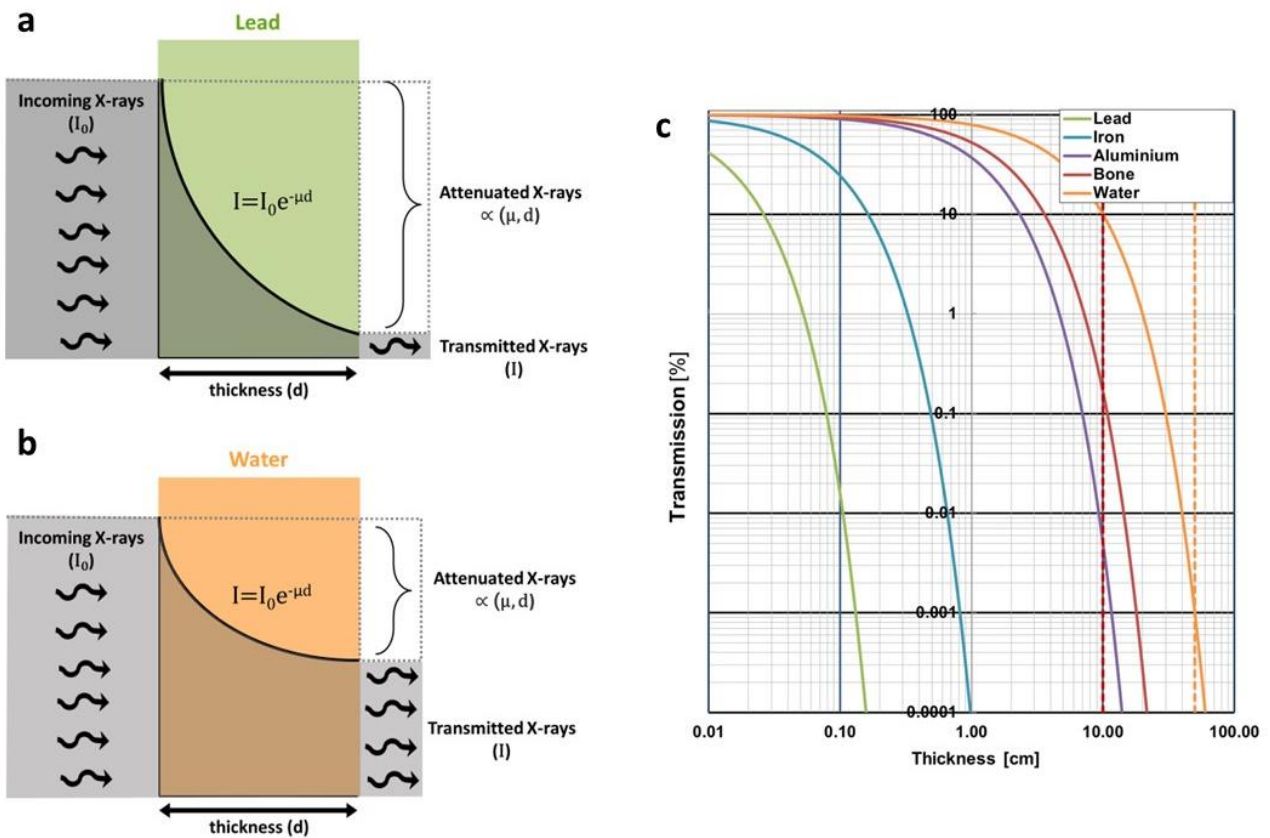 a
Lead
Incoming X-rays
(I₀)
I=I₀e⁻ᵘᵈ
Attenuated X-rays
∝ (μ, d)
Transmitted X-rays
(I)
thickness (d)
b
Water
Incoming X-rays
(I₀)
I=I₀e⁻ᵘᵈ
Attenuated X-rays
∝ (μ, d)
Transmitted X-rays
(I)
thickness (d)
c
Lead
Iron
Aluminium
Bone
Water
100
10
1
0.1
0.01
0.001
0.0001
Transmission [%]
0.01 0.10 1.00 10.00 100.00
Thickness [cm]